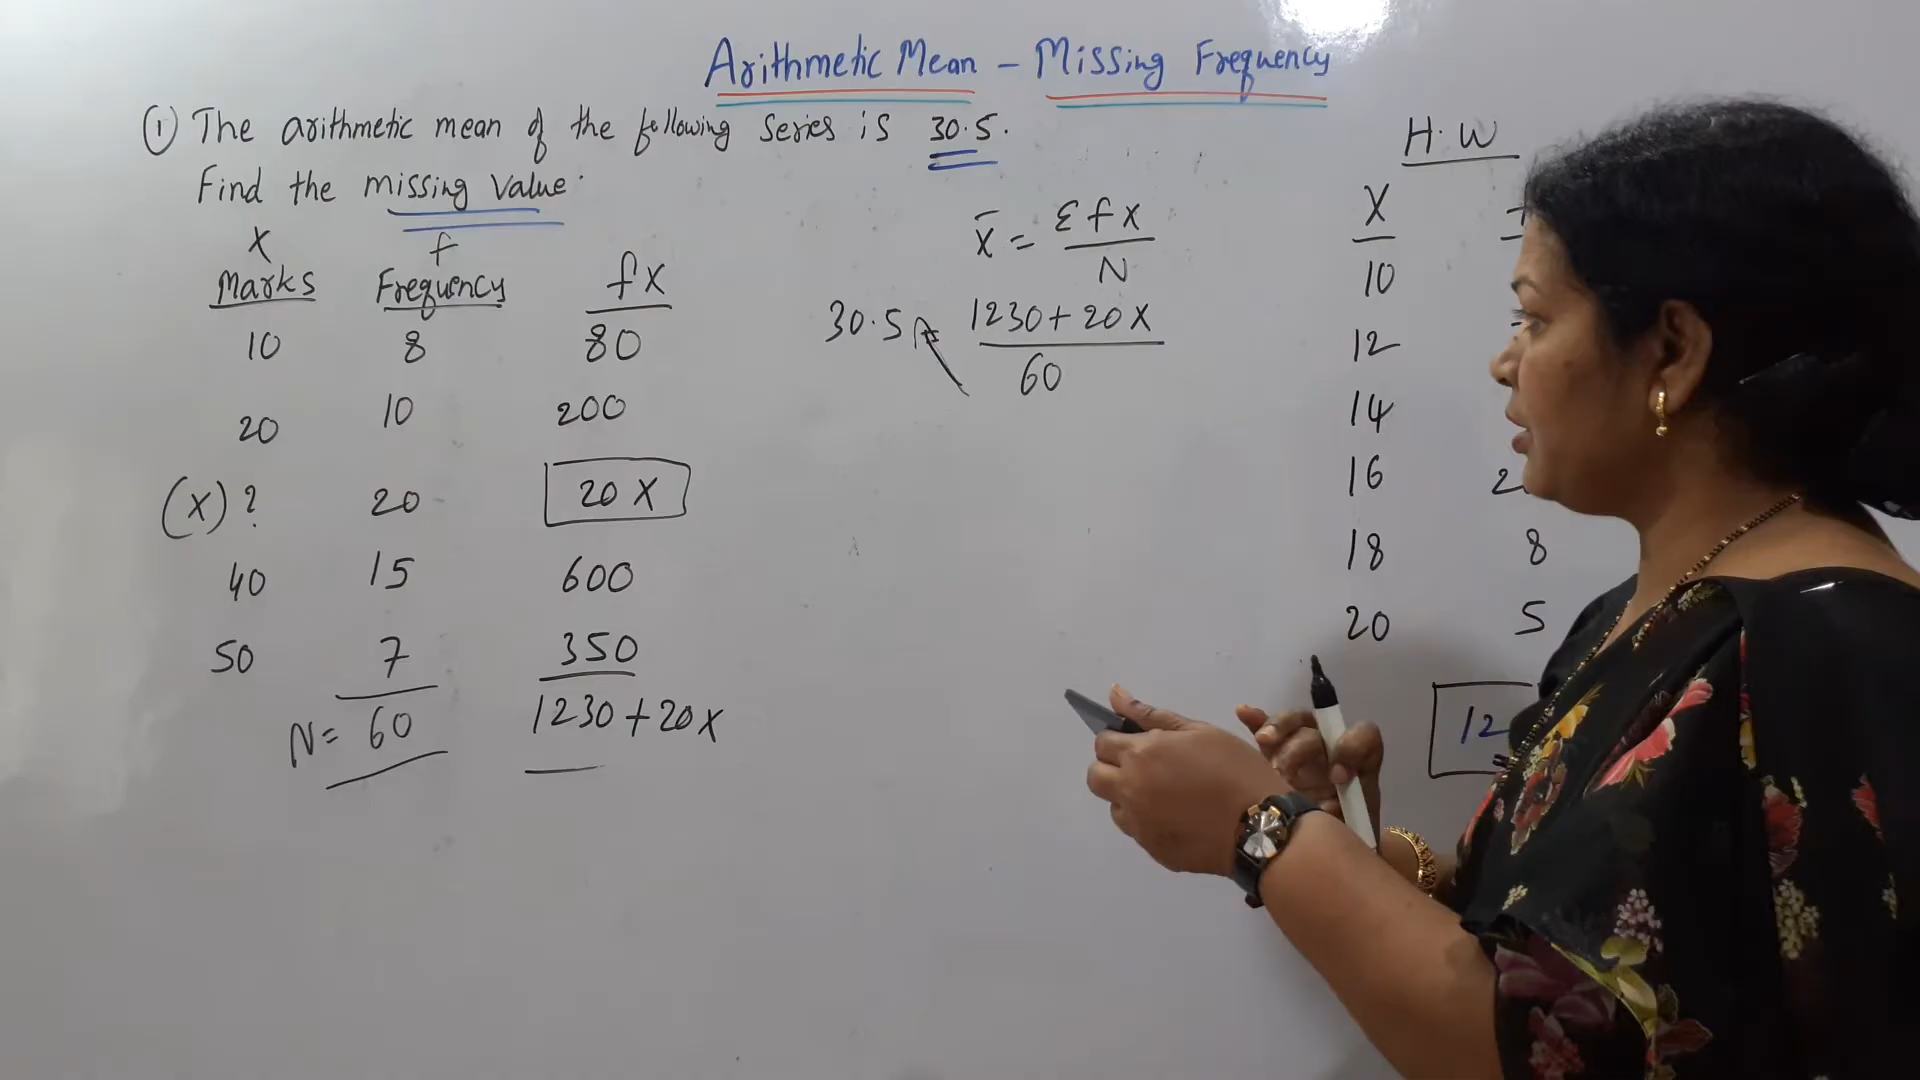 Arithmetic Mean – Missing Frequency
① The arithmetic mean of the following Series is 30.5.
Find the missing value.
X f
Marks Frequency fx
10 8 80
20 10 200
(X) ? 20 20 X
40 15 600
50 7 350
N= 60 1230 + 20x
x̄ = Σfx / N
30.5 = 1230 + 20x / 60
H.W
X
10
12
14
16
18 8
20 5
12